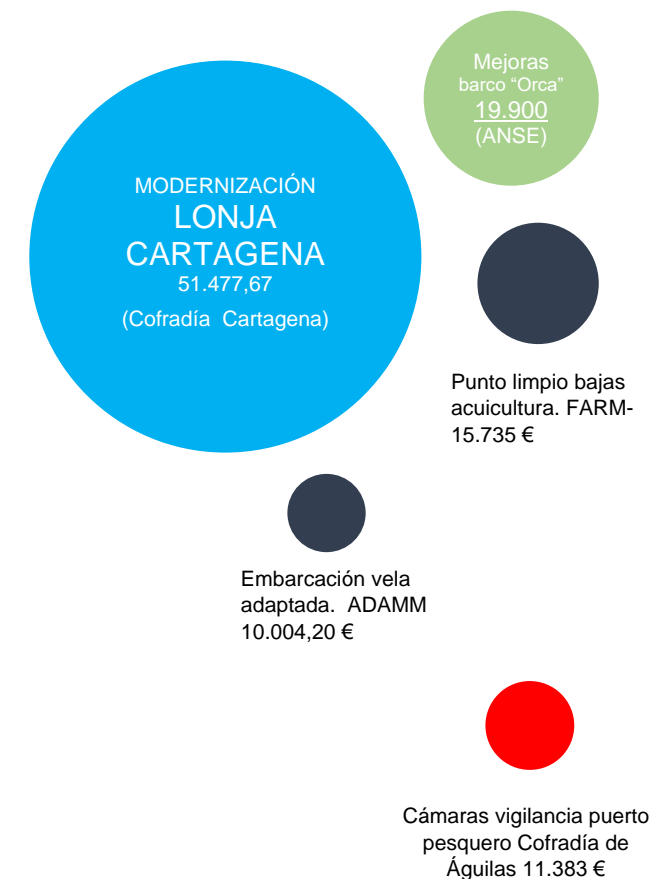 Mejoras
barco “Orca”
19.900
(ANSE)
MODERNIZACIÓN
LONJA
CARTAGENA
51.477,67
(Cofradía Cartagena)
Punto limpio bajas
acuicultura. FARM-
15.735 €
Embarcación vela
adaptada. ADAMM
10.004,20 €
Cámaras vigilancia puerto
pesquero Cofradía de
Águilas 11.383 €